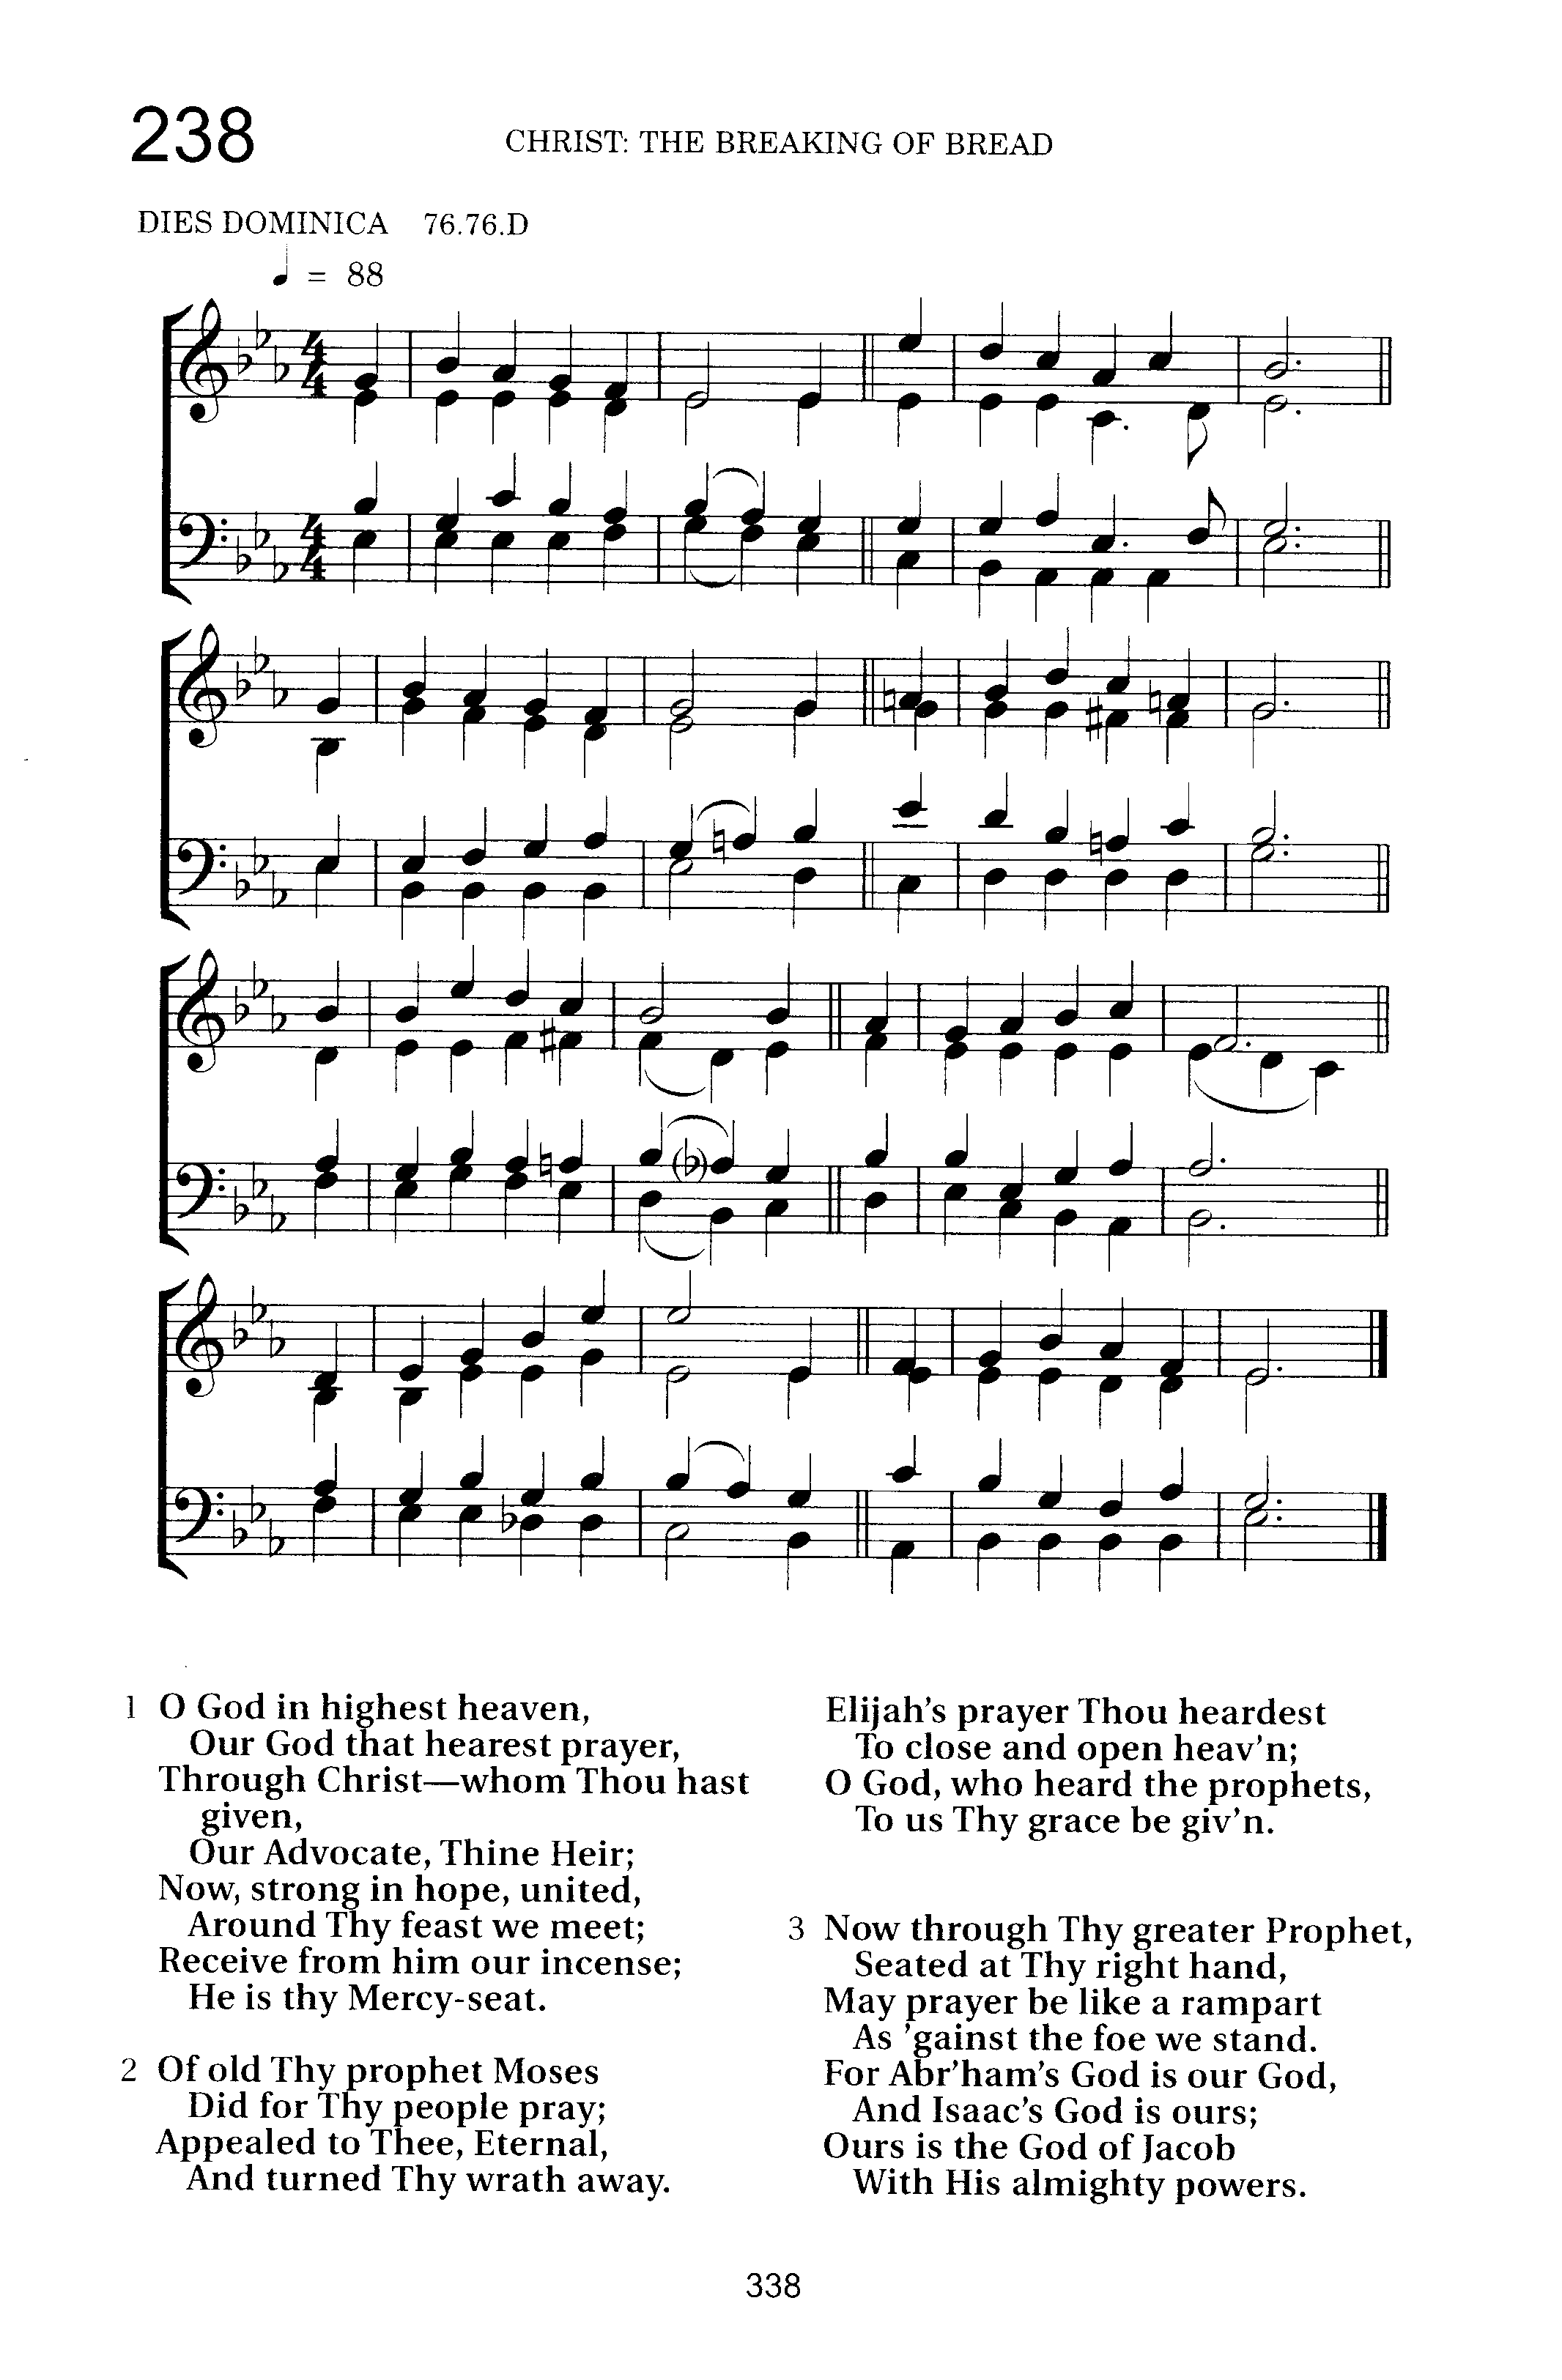 238
CHRIST: THE BREAKING OF BREAD
DIES DOMINICA 76.76.D
♩ = 88
1 O God in highest heaven,
Our God that hearest prayer,
Through Christ—whom Thou hast
given,
Our Advocate, Thine Heir;
Now, strong in hope, united,
Around Thy feast we meet;
Receive from him our incense;
He is thy Mercy-seat.
2 Of old Thy prophet Moses
Did for Thy people pray;
Appealed to Thee, Eternal,
And turned Thy wrath away.
Elijah’s prayer Thou heardest
To close and open heav’n;
O God, who heard the prophets,
To us Thy grace be giv’n.
3 Now through Thy greater Prophet,
Seated at Thy right hand,
May prayer be like a rampart
As ’gainst the foe we stand.
For Abr’ham’s God is our God,
And Isaac’s God is ours;
Ours is the God of Jacob
With His almighty powers.
338